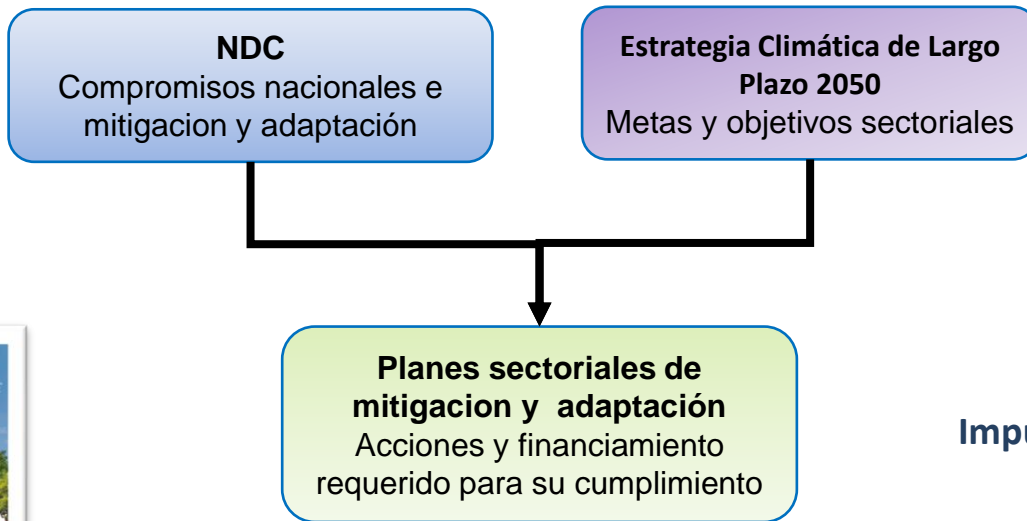 NDC
Compromisos nacionales e
mitigacion y adaptación
Estrategia Climática de Largo
Plazo 2050
Metas y objetivos sectoriales
Planes sectoriales de
mitigacion y adaptación
Acciones y financiamiento
requerido para su cumplimiento